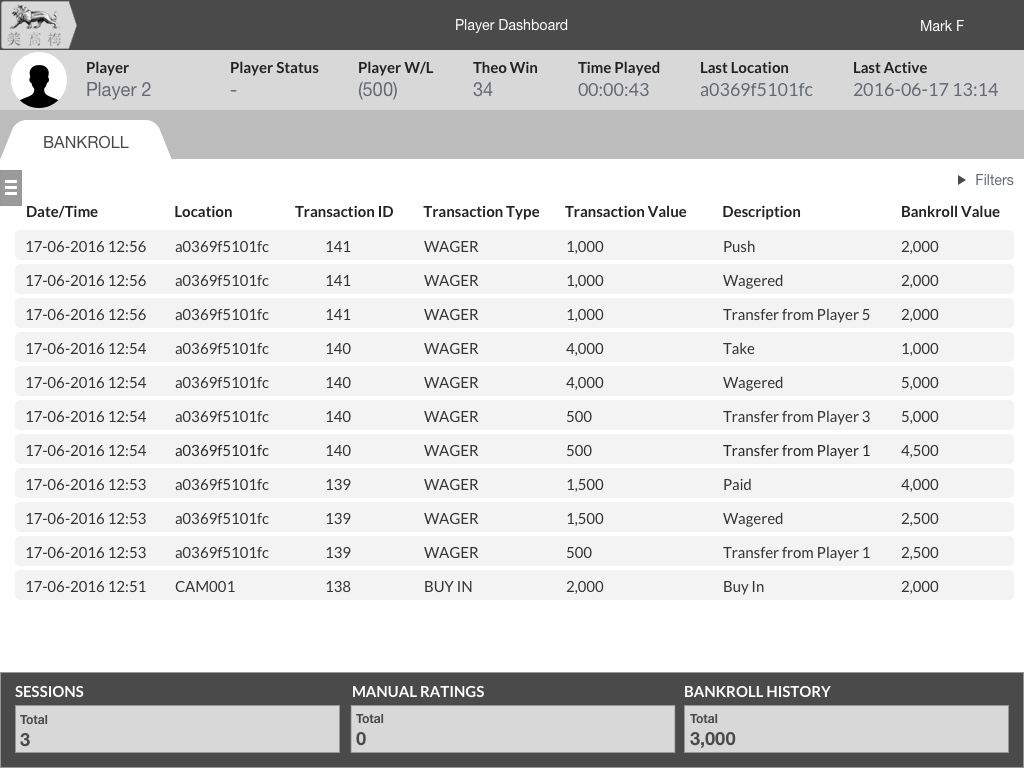 美高梅
Player Dashboard
Mark F
Player Player Status Player W/L Theo Win Time Played Last Location Last Active
Player 2 - (500) 34 00:00:43 a0369f5101fc 2016-06-17 13:14
BANKROLL
Filters
Date/Time Location Transaction ID Transaction Type Transaction Value Description Bankroll Value
17-06-2016 12:56 a0369f5101fc 141 WAGER 1,000 Push 2,000
17-06-2016 12:56 a0369f5101fc 141 WAGER 1,000 Wagered 2,000
17-06-2016 12:56 a0369f5101fc 141 WAGER 1,000 Transfer from Player 5 2,000
17-06-2016 12:54 a0369f5101fc 140 WAGER 4,000 Take 1,000
17-06-2016 12:54 a0369f5101fc 140 WAGER 4,000 Wagered 5,000
17-06-2016 12:54 a0369f5101fc 140 WAGER 500 Transfer from Player 3 5,000
17-06-2016 12:54 a0369f5101fc 140 WAGER 500 Transfer from Player 1 4,500
17-06-2016 12:53 a0369f5101fc 139 WAGER 1,500 Paid 4,000
17-06-2016 12:53 a0369f5101fc 139 WAGER 1,500 Wagered 2,500
17-06-2016 12:53 a0369f5101fc 139 WAGER 500 Transfer from Player 1 2,500
17-06-2016 12:51 CAM001 138 BUY IN 2,000 Buy In 2,000
SESSIONS MANUAL RATINGS BANKROLL HISTORY
Total Total Total
3 0 3,000